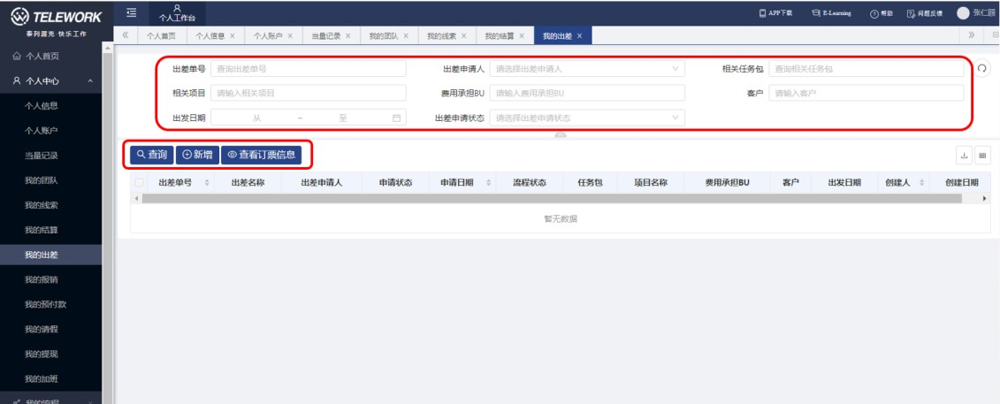 TELEWORK
泰列渥克·快乐工作
个人工作台
APP下载 E-Learning 帮助 问题反馈 张仁颐
个人首页 个人信息 × 个人账户 × 当量记录 × 我的团队 × 我的线索 × 我的结算 × 我的出差 ×
个人首页
个人中心
个人信息
个人账户
当量记录
我的团队
我的线索
我的结算
我的出差
我的报销
我的预付款
我的请假
我的提现
我的加班
我的流程
出差单号 查询出差单号 出差申请人 请选择出差申请人 相关任务包 查询相关任务包
相关项目 请输入相关项目 费用承担BU 请输入费用承担BU 客户 请输入客户
出发日期 从 ~ 至 出差申请状态 请选择出差申请状态
查询 新增 查看订票信息
出差单号 出差名称 出差申请人 申请状态 申请日期 流程状态 任务包 项目名称 费用承担BU 客户 出发日期 创建人 创建日期
暂无数据